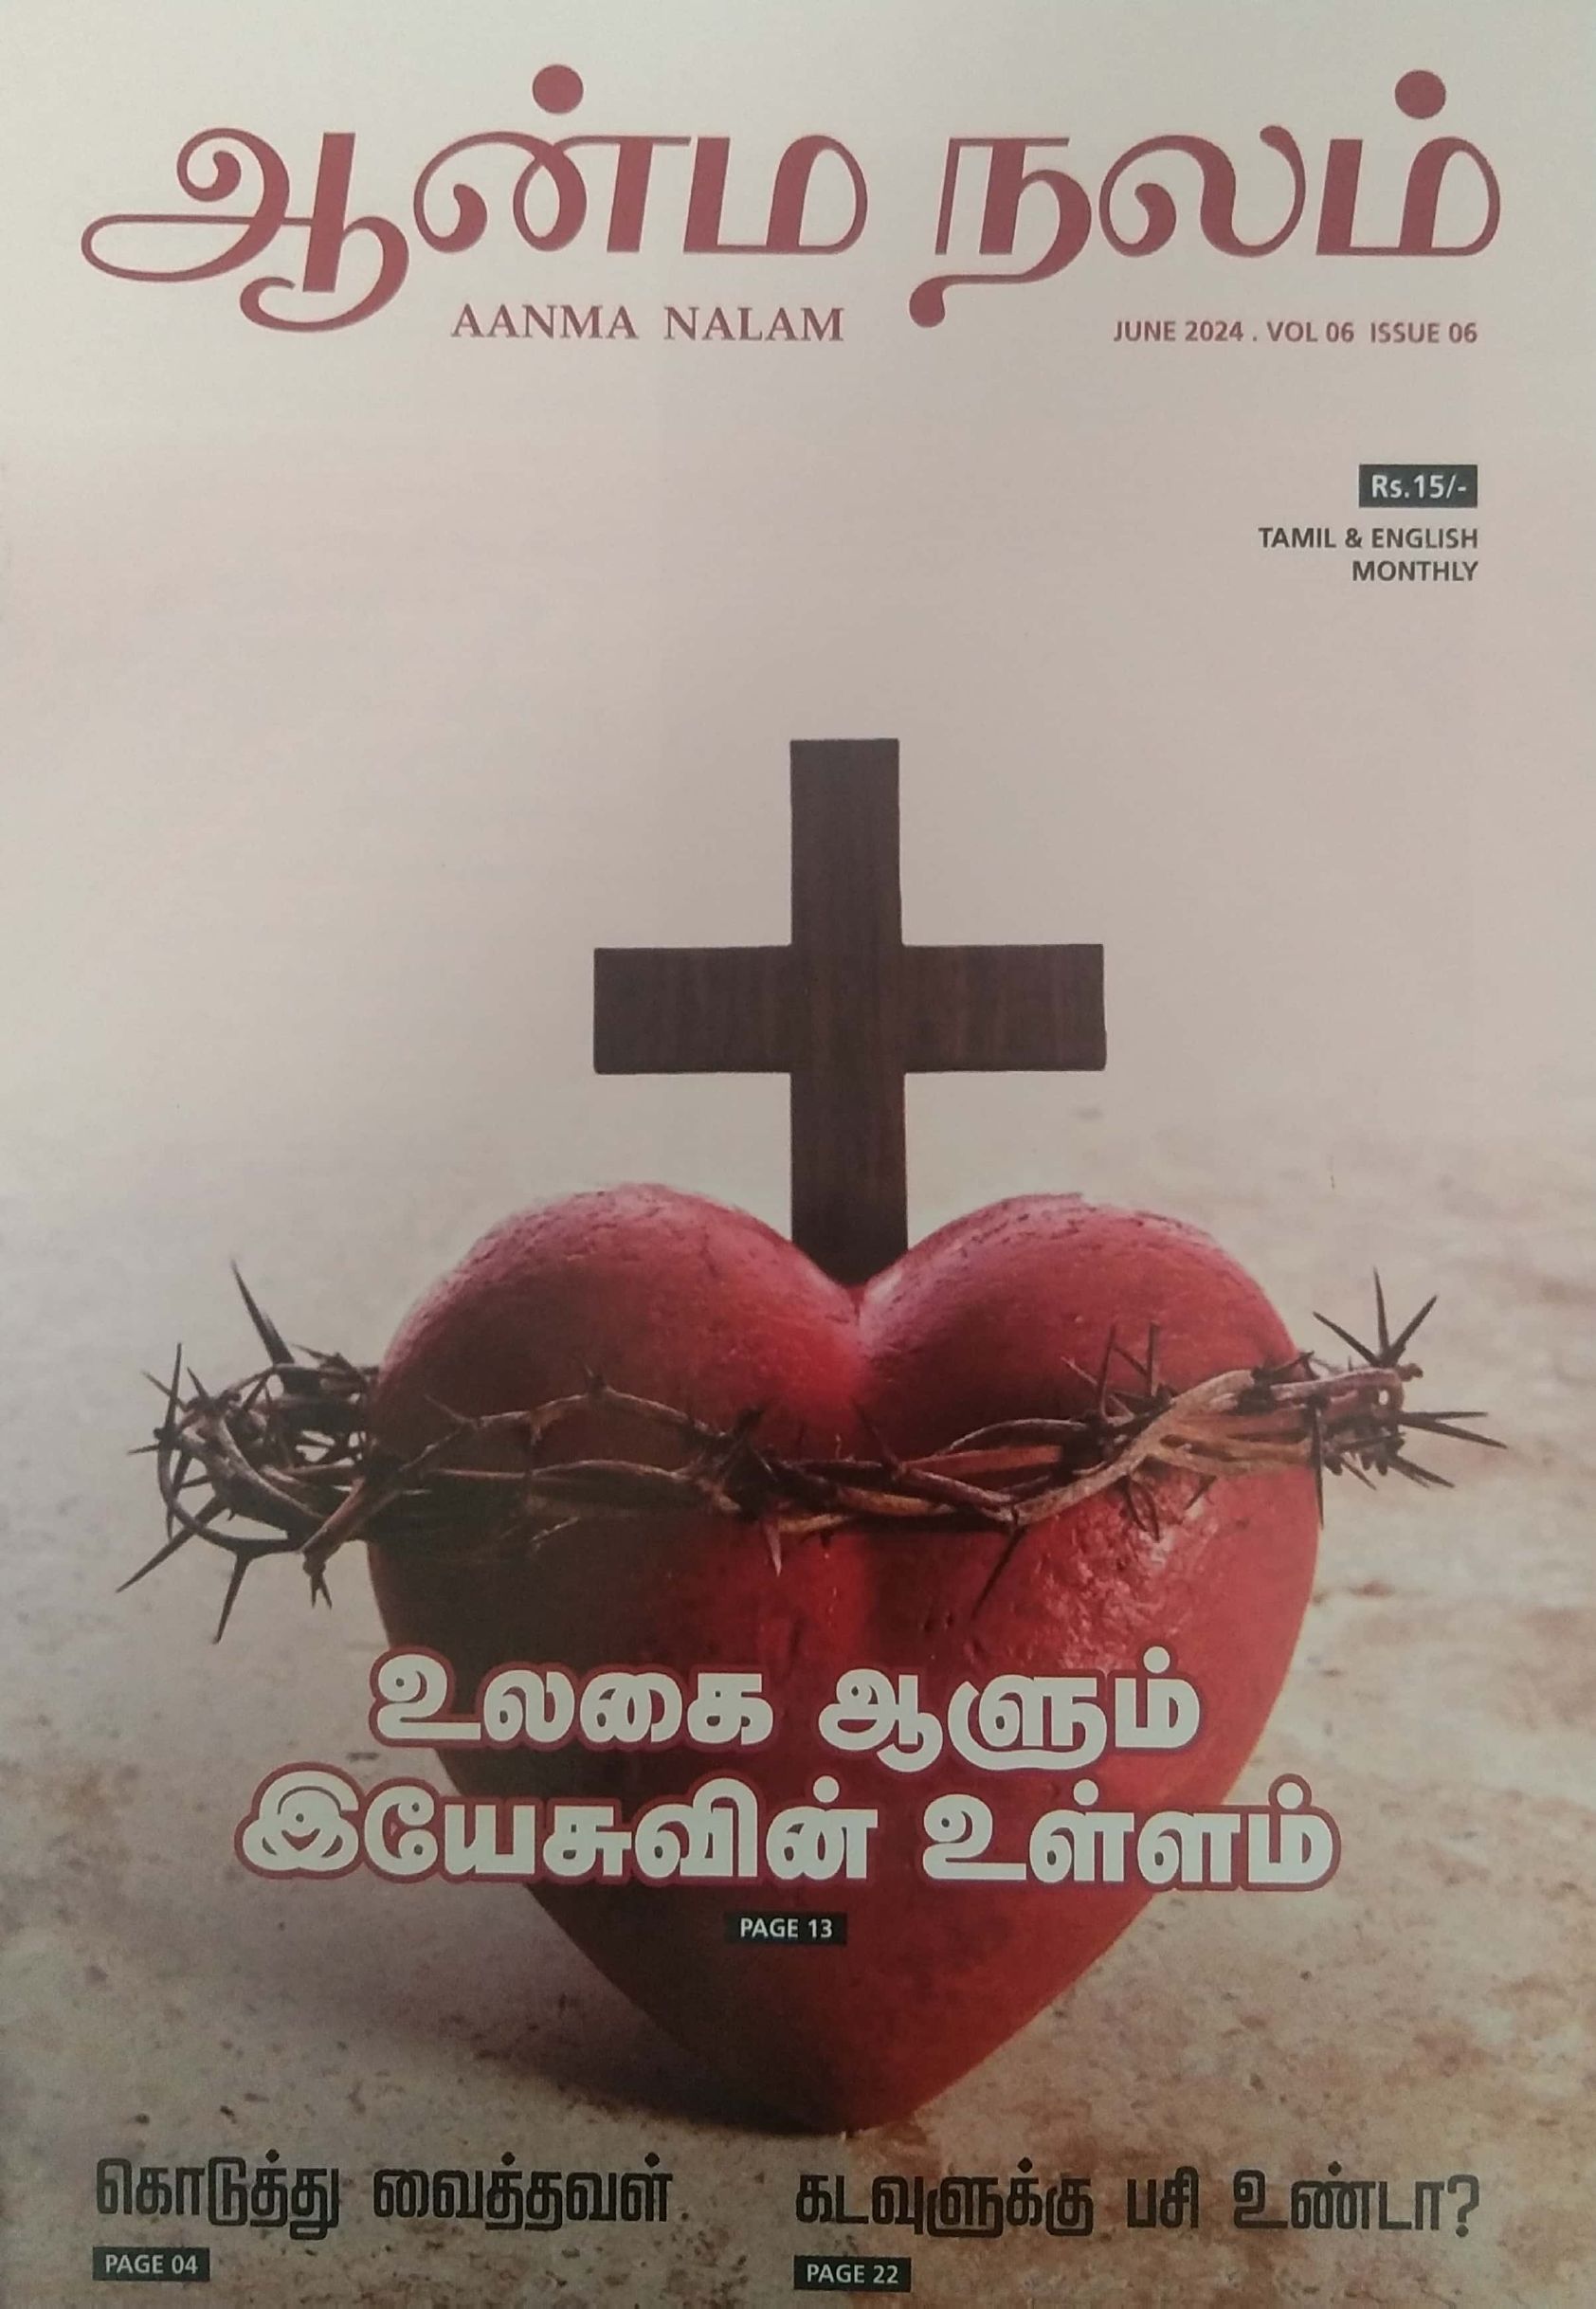 ஆன்ம நலம்
AANMA NALAM
JUNE 2024 . VOL 06 ISSUE 06
Rs.15/-
TAMIL & ENGLISH
MONTHLY
உலகை ஆளும்
இயேசுவின் உள்ளம்
PAGE 13
கொடுத்து வைத்தவள்
PAGE 04
கடவுளுக்கு பசி உண்டா?
PAGE 22